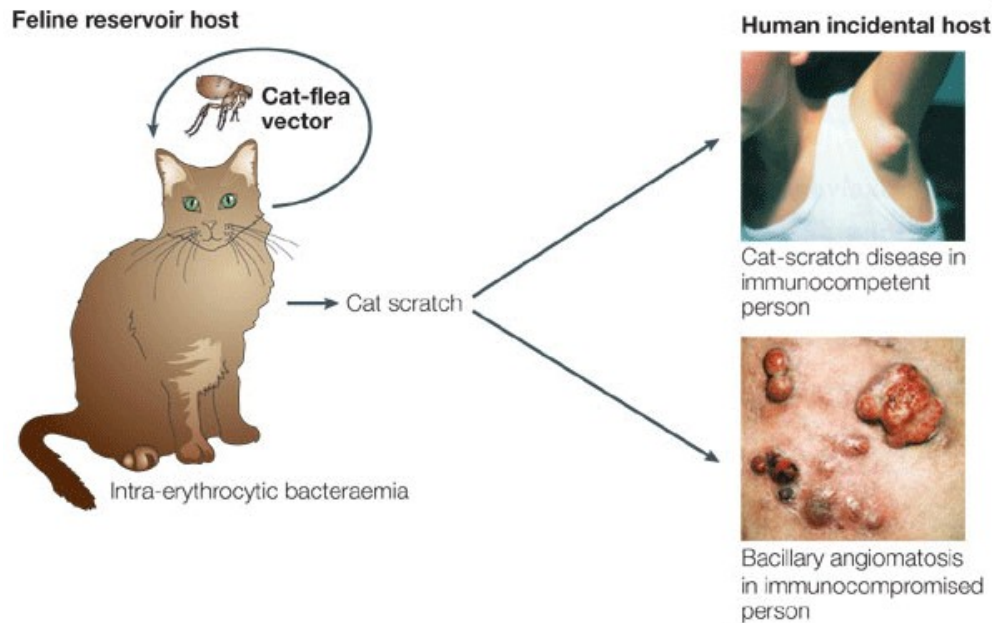 Feline reservoir host
Cat-flea
vector
Cat scratch
Intra-erythrocytic bacteraemia
Human incidental host
Cat-scratch disease in
immunocompetent
person
Bacillary angiomatosis
in immunocompromised
person